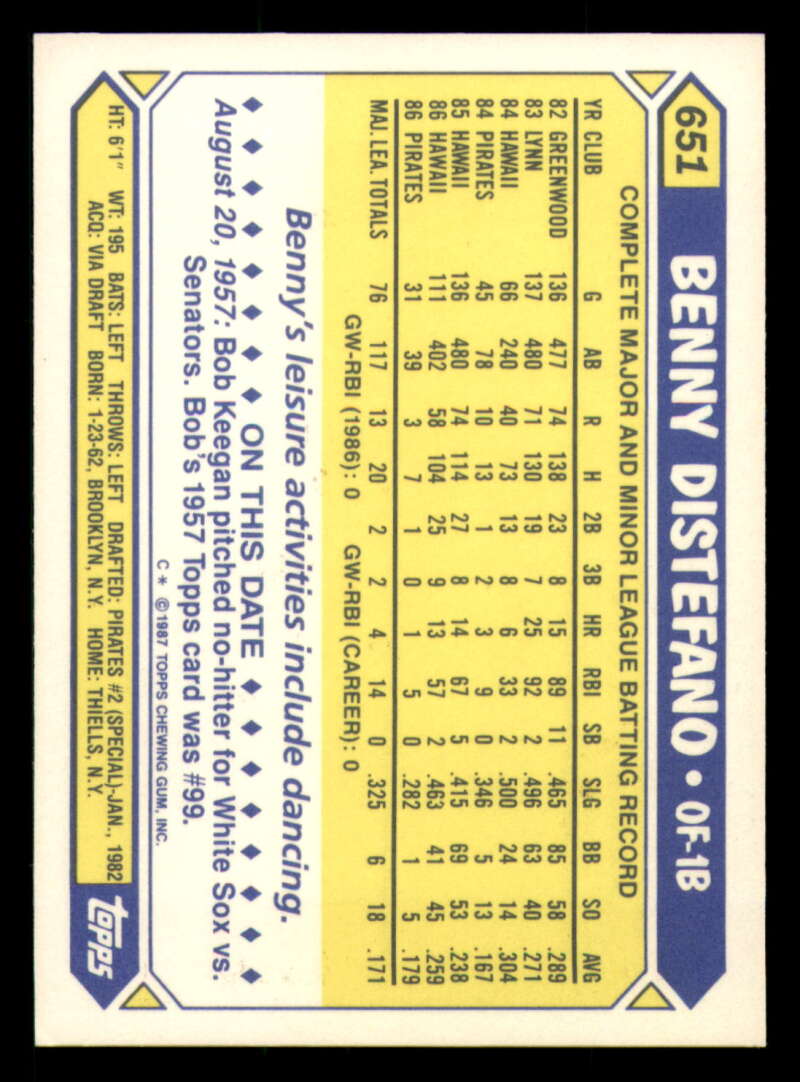 651 BENNY DISTEFANO • OF-1B
COMPLETE MAJOR AND MINOR LEAGUE BATTING RECORD
YR CLUB G AB R H 2B 3B HR RBI SB SLG BB SO AVG
82 GREENWOOD 136 477 74 138 23 8 15 89 11 .465 85 58 .289
83 LYNN 137 480 71 130 19 7 25 92 2 .496 63 40 .271
84 HAWAII 66 240 40 73 13 8 6 33 2 .500 24 14 .304
84 PIRATES 45 78 10 13 1 2 3 9 0 .346 5 13 .167
85 HAWAII 136 480 74 114 27 8 14 67 5 .415 69 53 .238
86 HAWAII 111 402 58 104 25 9 13 57 2 .463 41 45 .259
86 PIRATES 31 39 3 7 1 0 1 5 0 .282 1 5 .179
MAJ. LEA. TOTALS 76 117 13 20 2 2 4 14 0 .325 6 18 .171
GW-RBI (1986): 0 GW-RBI (CAREER): 0
Benny's leisure activities include dancing.
◆ ◆ ◆ ◆ ◆ ◆ ◆ ◆ ON THIS DATE ◆ ◆ ◆ ◆ ◆ ◆ ◆ ◆
August 20, 1957: Bob Keegan pitched no-hitter for White Sox vs.
Senators. Bob's 1957 Topps card was #99.
C* ©1987 TOPPS CHEWING GUM, INC.
HT: 6'1" WT: 195 BATS: LEFT THROWS: LEFT DRAFTED: PIRATES #2 (SPECIAL)-JAN., 1982
ACQ: VIA DRAFT BORN: 1-23-62, BROOKLYN, N.Y. HOME: THIELLS, N.Y.
TOPPS